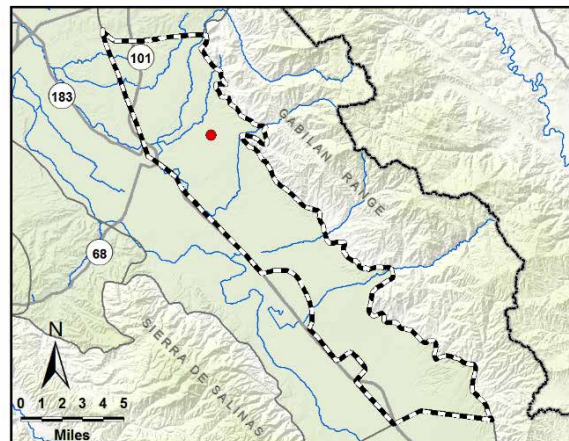 101
183
GABILAN RANGE
68
SIERRA DE SALINAS
N
0 1 2 3 4 5
Miles